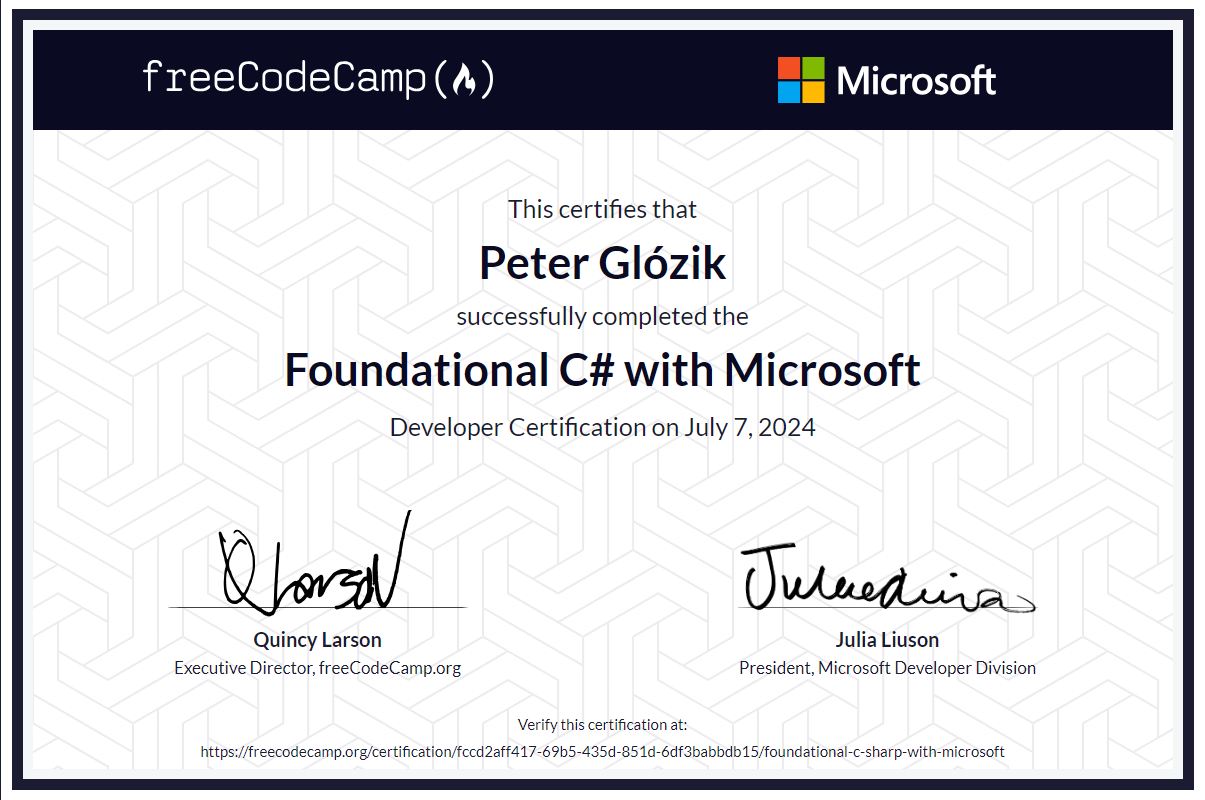 freeCodeCamp(🔥)
Microsoft
This certifies that
Peter Glózik
successfully completed the
Foundational C# with Microsoft
Developer Certification on July 7, 2024
Quincy Larson
Executive Director, freeCodeCamp.org
Julia Liuson
President, Microsoft Developer Division
Verify this certification at:
https://freecodecamp.org/certification/fccd2aff417-69b5-435d-851d-6df3babbdb15/foundational-c-sharp-with-microsoft